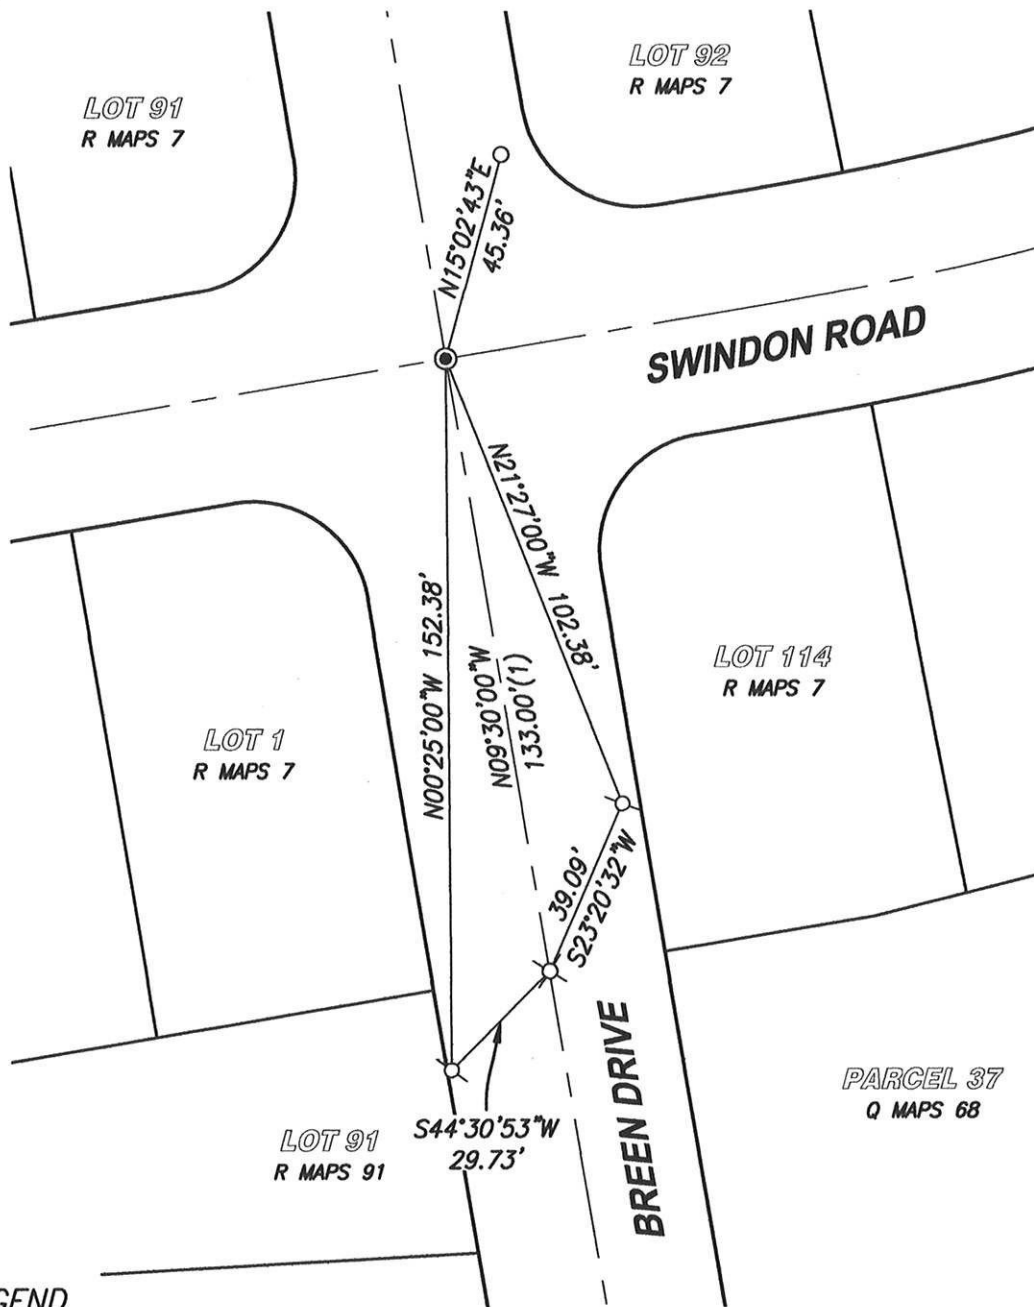 LOT 92
R MAPS 7
LOT 91
R MAPS 7
N15°02'43"E
45.36'
SWINDON ROAD
N21°27'00"W 102.38'
N00°25'00"W 152.38'
N09°30'00"W
133.00'(1)
LOT 114
R MAPS 7
LOT 1
R MAPS 7
39.09'
S23°20'32"W
BREEN DRIVE
PARCEL 37
Q MAPS 68
S44°30'53"W
29.73'
LOT 91
R MAPS 91
GEND